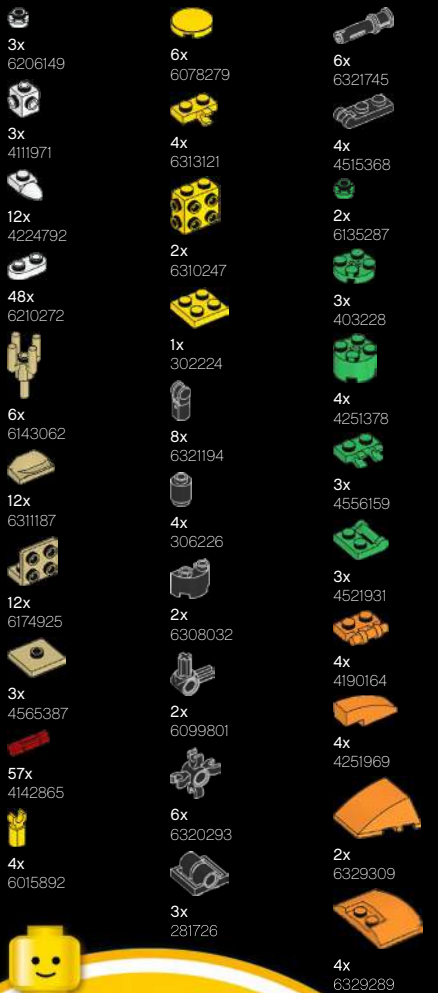 3x
6206149
3x
4111971
12x
4224792
48x
6210272
6x
6143062
12x
6311187
12x
6174925
3x
4565387
57x
4142865
4x
6015892
6x
6078279
4x
6313121
2x
6310247
1x
302224
8x
6321194
4x
306226
2x
6308032
2x
6099801
6x
6320293
3x
281726
6x
6321745
4x
4515368
2x
6135287
3x
403228
4x
4251378
3x
4556159
3x
4521931
4x
4190164
4x
4251969
2x
6329309
4x
6329289